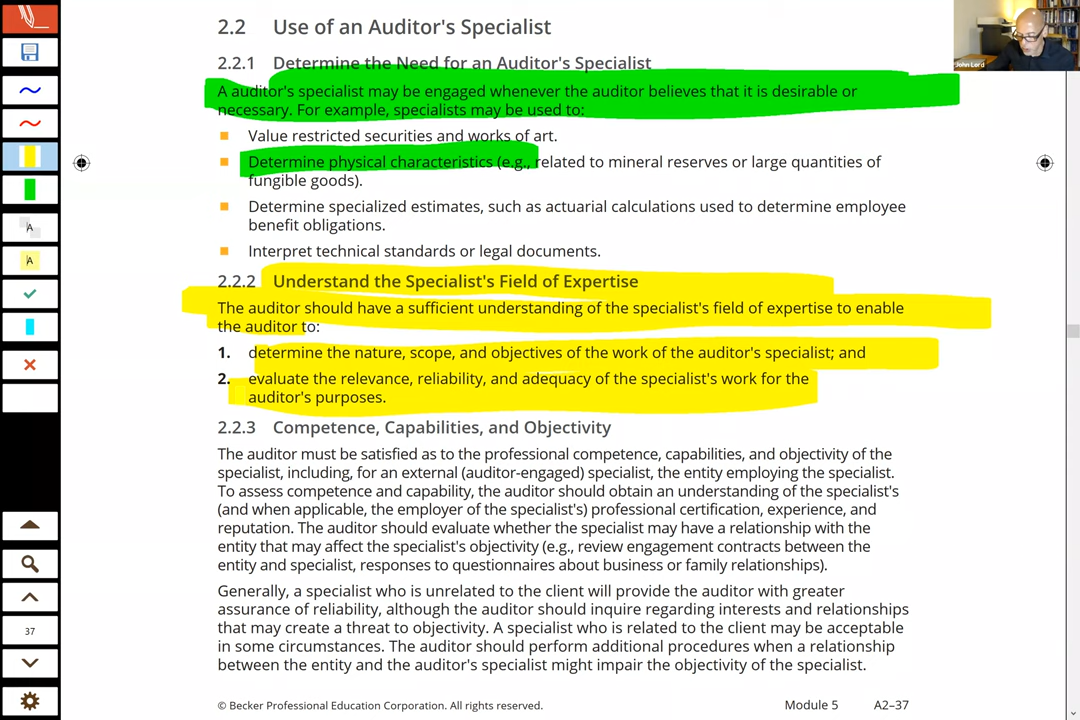 2.2 Use of an Auditor's Specialist
John Lord
2.2.1 Determine the Need for an Auditor's Specialist
A auditor's specialist may be engaged whenever the auditor believes that it is desirable or
necessary. For example, specialists may be used to:
Value restricted securities and works of art.
Determine physical characteristics (e.g., related to mineral reserves or large quantities of
fungible goods).
Determine specialized estimates, such as actuarial calculations used to determine employee
benefit obligations.
Interpret technical standards or legal documents.
2.2.2 Understand the Specialist's Field of Expertise
The auditor should have a sufficient understanding of the specialist's field of expertise to enable
the auditor to:
1. determine the nature, scope, and objectives of the work of the auditor's specialist; and
2. evaluate the relevance, reliability, and adequacy of the specialist's work for the
auditor's purposes.
2.2.3 Competence, Capabilities, and Objectivity
The auditor must be satisfied as to the professional competence, capabilities, and objectivity of the
specialist, including, for an external (auditor-engaged) specialist, the entity employing the specialist.
To assess competence and capability, the auditor should obtain an understanding of the specialist's
(and when applicable, the employer of the specialist's) professional certification, experience, and
reputation. The auditor should evaluate whether the specialist may have a relationship with the
entity that may affect the specialist's objectivity (e.g., review engagement contracts between the
entity and specialist, responses to questionnaires about business or family relationships).
Generally, a specialist who is unrelated to the client will provide the auditor with greater
assurance of reliability, although the auditor should inquire regarding interests and relationships
that may create a threat to objectivity. A specialist who is related to the client may be acceptable
in some circumstances. The auditor should perform additional procedures when a relationship
between the entity and the auditor's specialist might impair the objectivity of the specialist.
© Becker Professional Education Corporation. All rights reserved. Module 5 A2–37
A
A
37